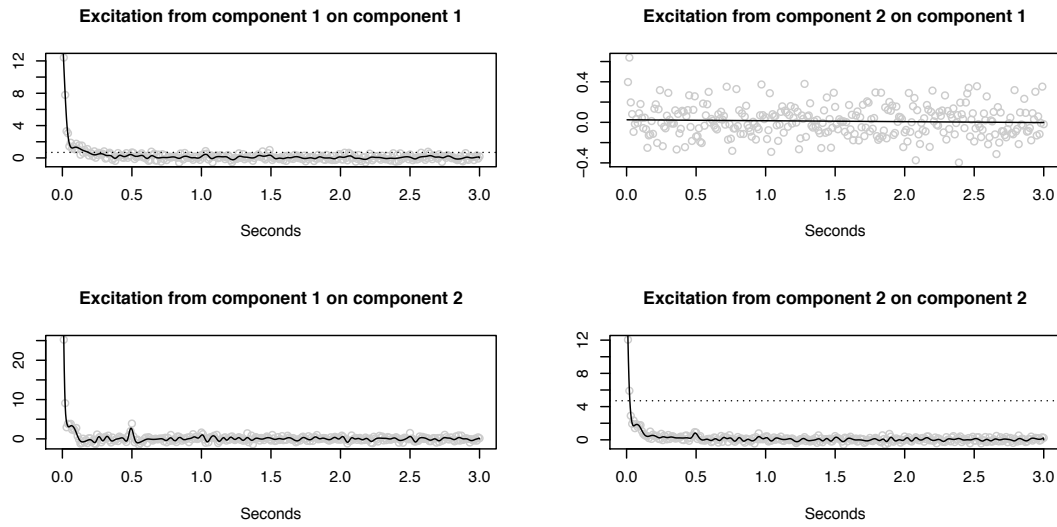 Excitation from component 1 on component 1
12
8
4
0
0.0 0.5 1.0 1.5 2.0 2.5 3.0
Seconds
Excitation from component 2 on component 1
0.4
0.0
−0.4
0.0 0.5 1.0 1.5 2.0 2.5 3.0
Seconds
Excitation from component 1 on component 2
20
10
0
0.0 0.5 1.0 1.5 2.0 2.5 3.0
Seconds
Excitation from component 2 on component 2
12
8
4
0
0.0 0.5 1.0 1.5 2.0 2.5 3.0
Seconds